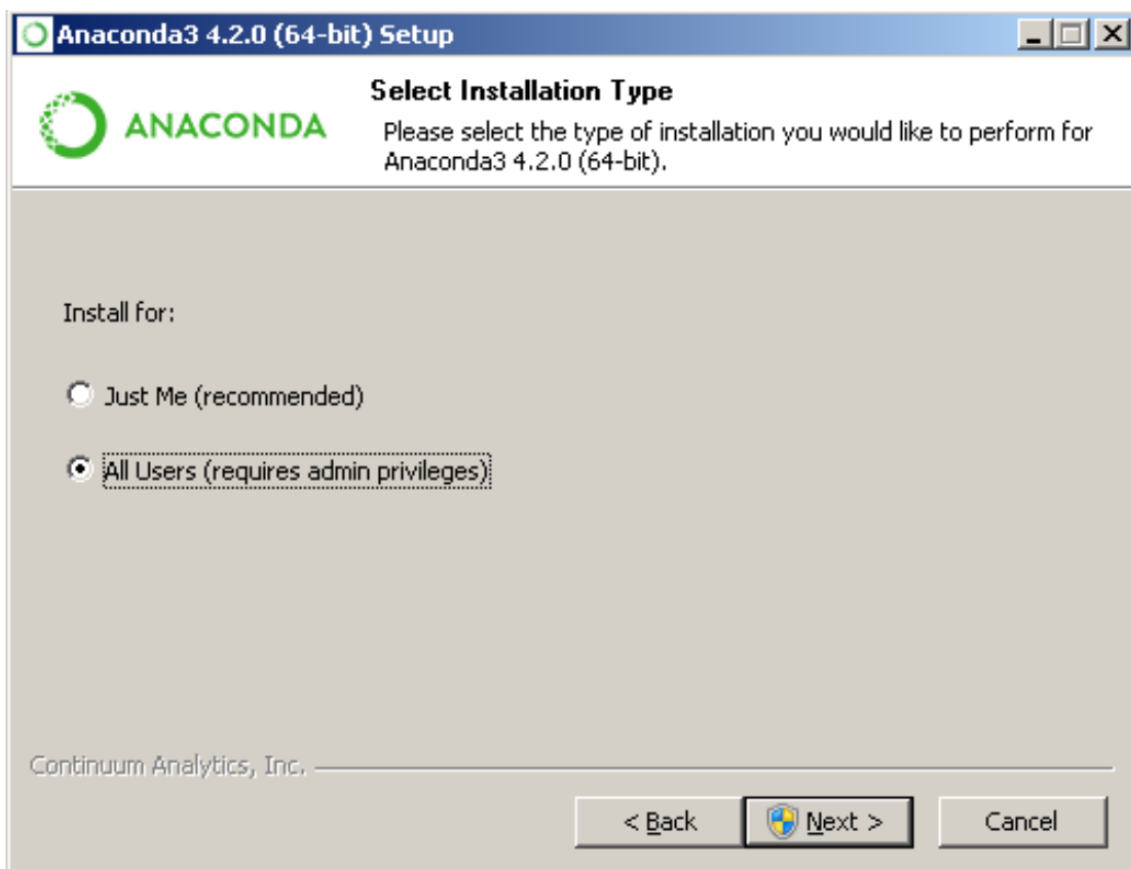 Anaconda3 4.2.0 (64-bit) Setup
ANACONDA
Select Installation Type
Please select the type of installation you would like to perform for
Anaconda3 4.2.0 (64-bit).
Install for:
Just Me (recommended)
All Users (requires admin privileges)
Continuum Analytics, Inc.
< Back
Next >
Cancel